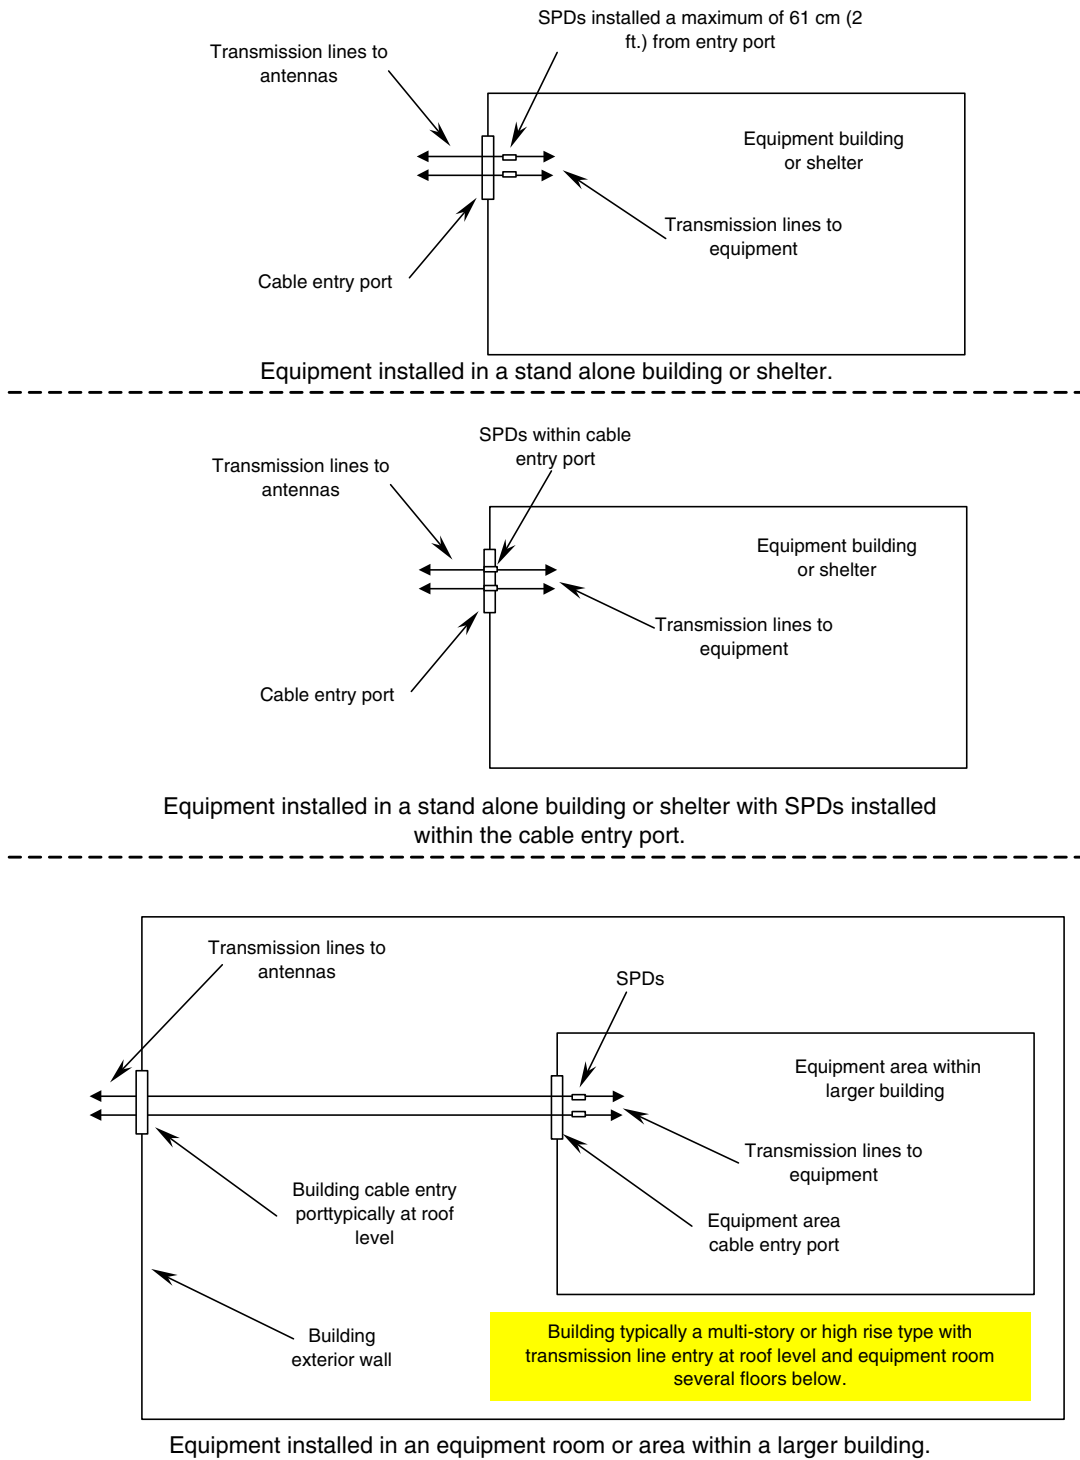 SPDs installed a maximum of 61 cm (2
ft.) from entry port
Transmission lines to
antennas
Equipment building
or shelter
Transmission lines to
equipment
Cable entry port
Equipment installed in a stand alone building or shelter.
SPDs within cable
entry port
Transmission lines to
antennas
Equipment building
or shelter
Transmission lines to
equipment
Cable entry port
Equipment installed in a stand alone building or shelter with SPDs installed
within the cable entry port.
Transmission lines to
antennas
SPDs
Equipment area within
larger building
Transmission lines to
equipment
Building cable entry
porttypically at roof
level
Equipment area
cable entry port
Building
exterior wall
Building typically a multi-story or high rise type with
transmission line entry at roof level and equipment room
several floors below.
Equipment installed in an equipment room or area within a larger building.